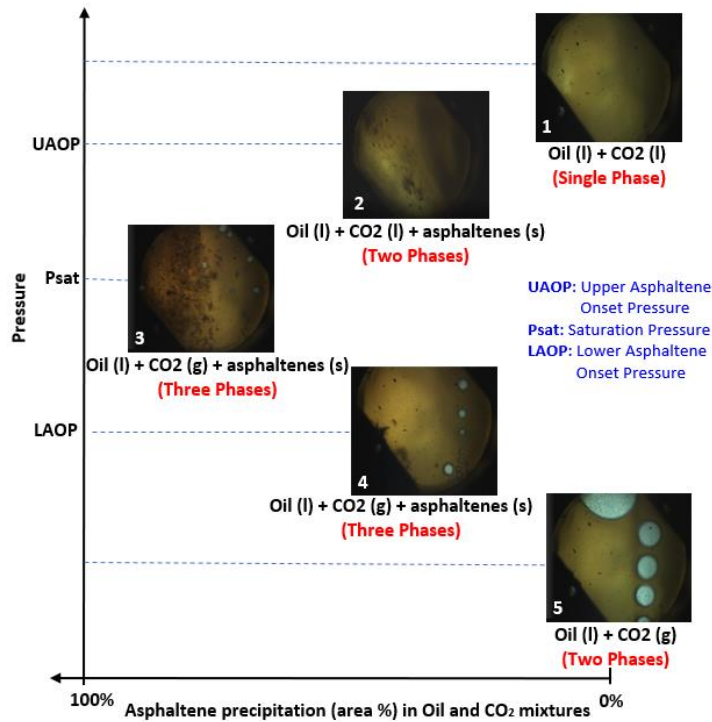 1
Oil (l) + CO2 (l)
(Single Phase)
UAOP
2
Oil (l) + CO2 (l) + asphaltenes (s)
(Two Phases)
Pressure
Psat
3
Oil (l) + CO2 (g) + asphaltenes (s)
(Three Phases)
UAOP: Upper Asphaltene
Onset Pressure
Psat: Saturation Pressure
LAOP: Lower Asphaltene
Onset Pressure
LAOP
4
Oil (l) + CO2 (g) + asphaltenes (s)
(Three Phases)
5
Oil (l) + CO2 (g)
(Two Phases)
100%
0%
Asphaltene precipitation (area %) in Oil and CO₂ mixtures